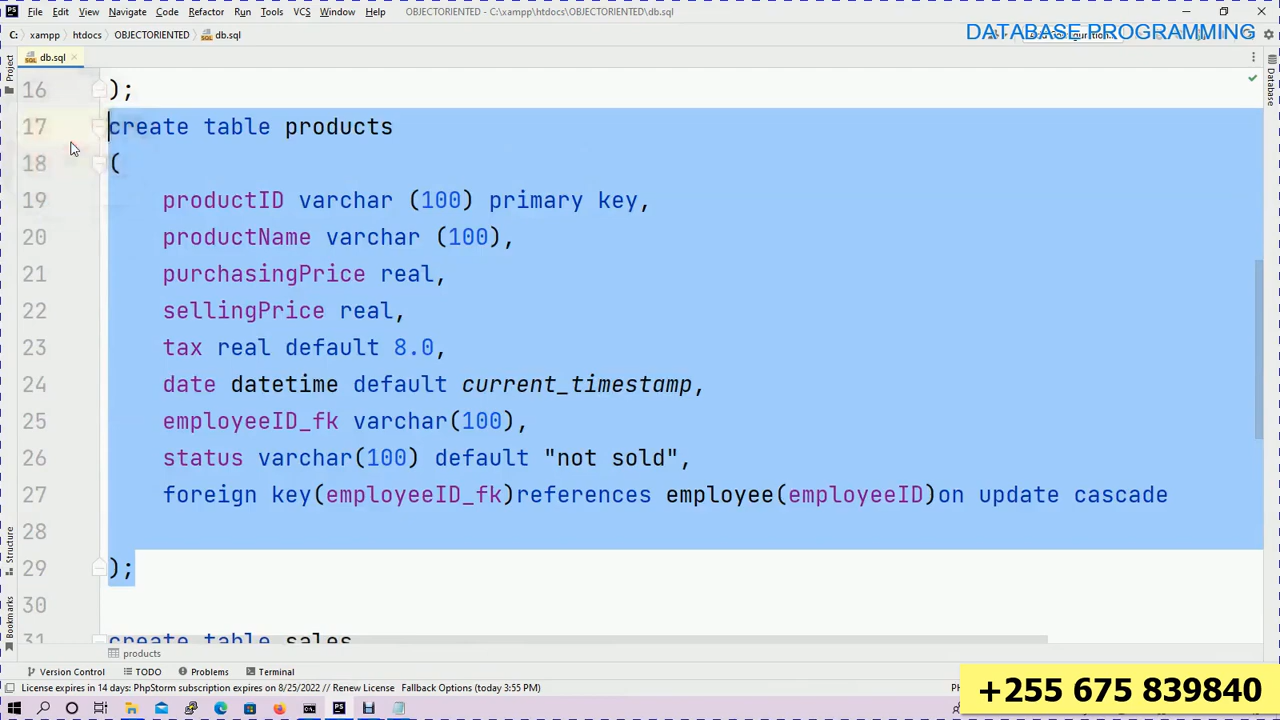 File Edit View Navigate Code Refactor Run Tools VCS Window Help OBJECTORIENTED - C:\xampp\htdocs\OBJECTORIENTED\db.sql
C: xampp htdocs OBJECTORIENTED db.sql
DATABASE PROGRAMMING
db.sql
Project
Database
16 );
17 create table products
18 (
19 productID varchar (100) primary key,
20 productName varchar (100),
21 purchasingPrice real,
22 sellingPrice real,
23 tax real default 8.0,
24 date datetime default current_timestamp,
25 employeeID_fk varchar(100),
26 status varchar(100) default "not sold",
27 foreign key(employeeID_fk)references employee(employeeID)on update cascade
28
29 );
30
31 create table sales
Structure
Bookmarks
products
Version Control TODO Problems Terminal
License expires in 14 days: PhpStorm subscription expires on 8/25/2022 // Renew License Fallback Options (today 3:55 PM)
+255 675 839840